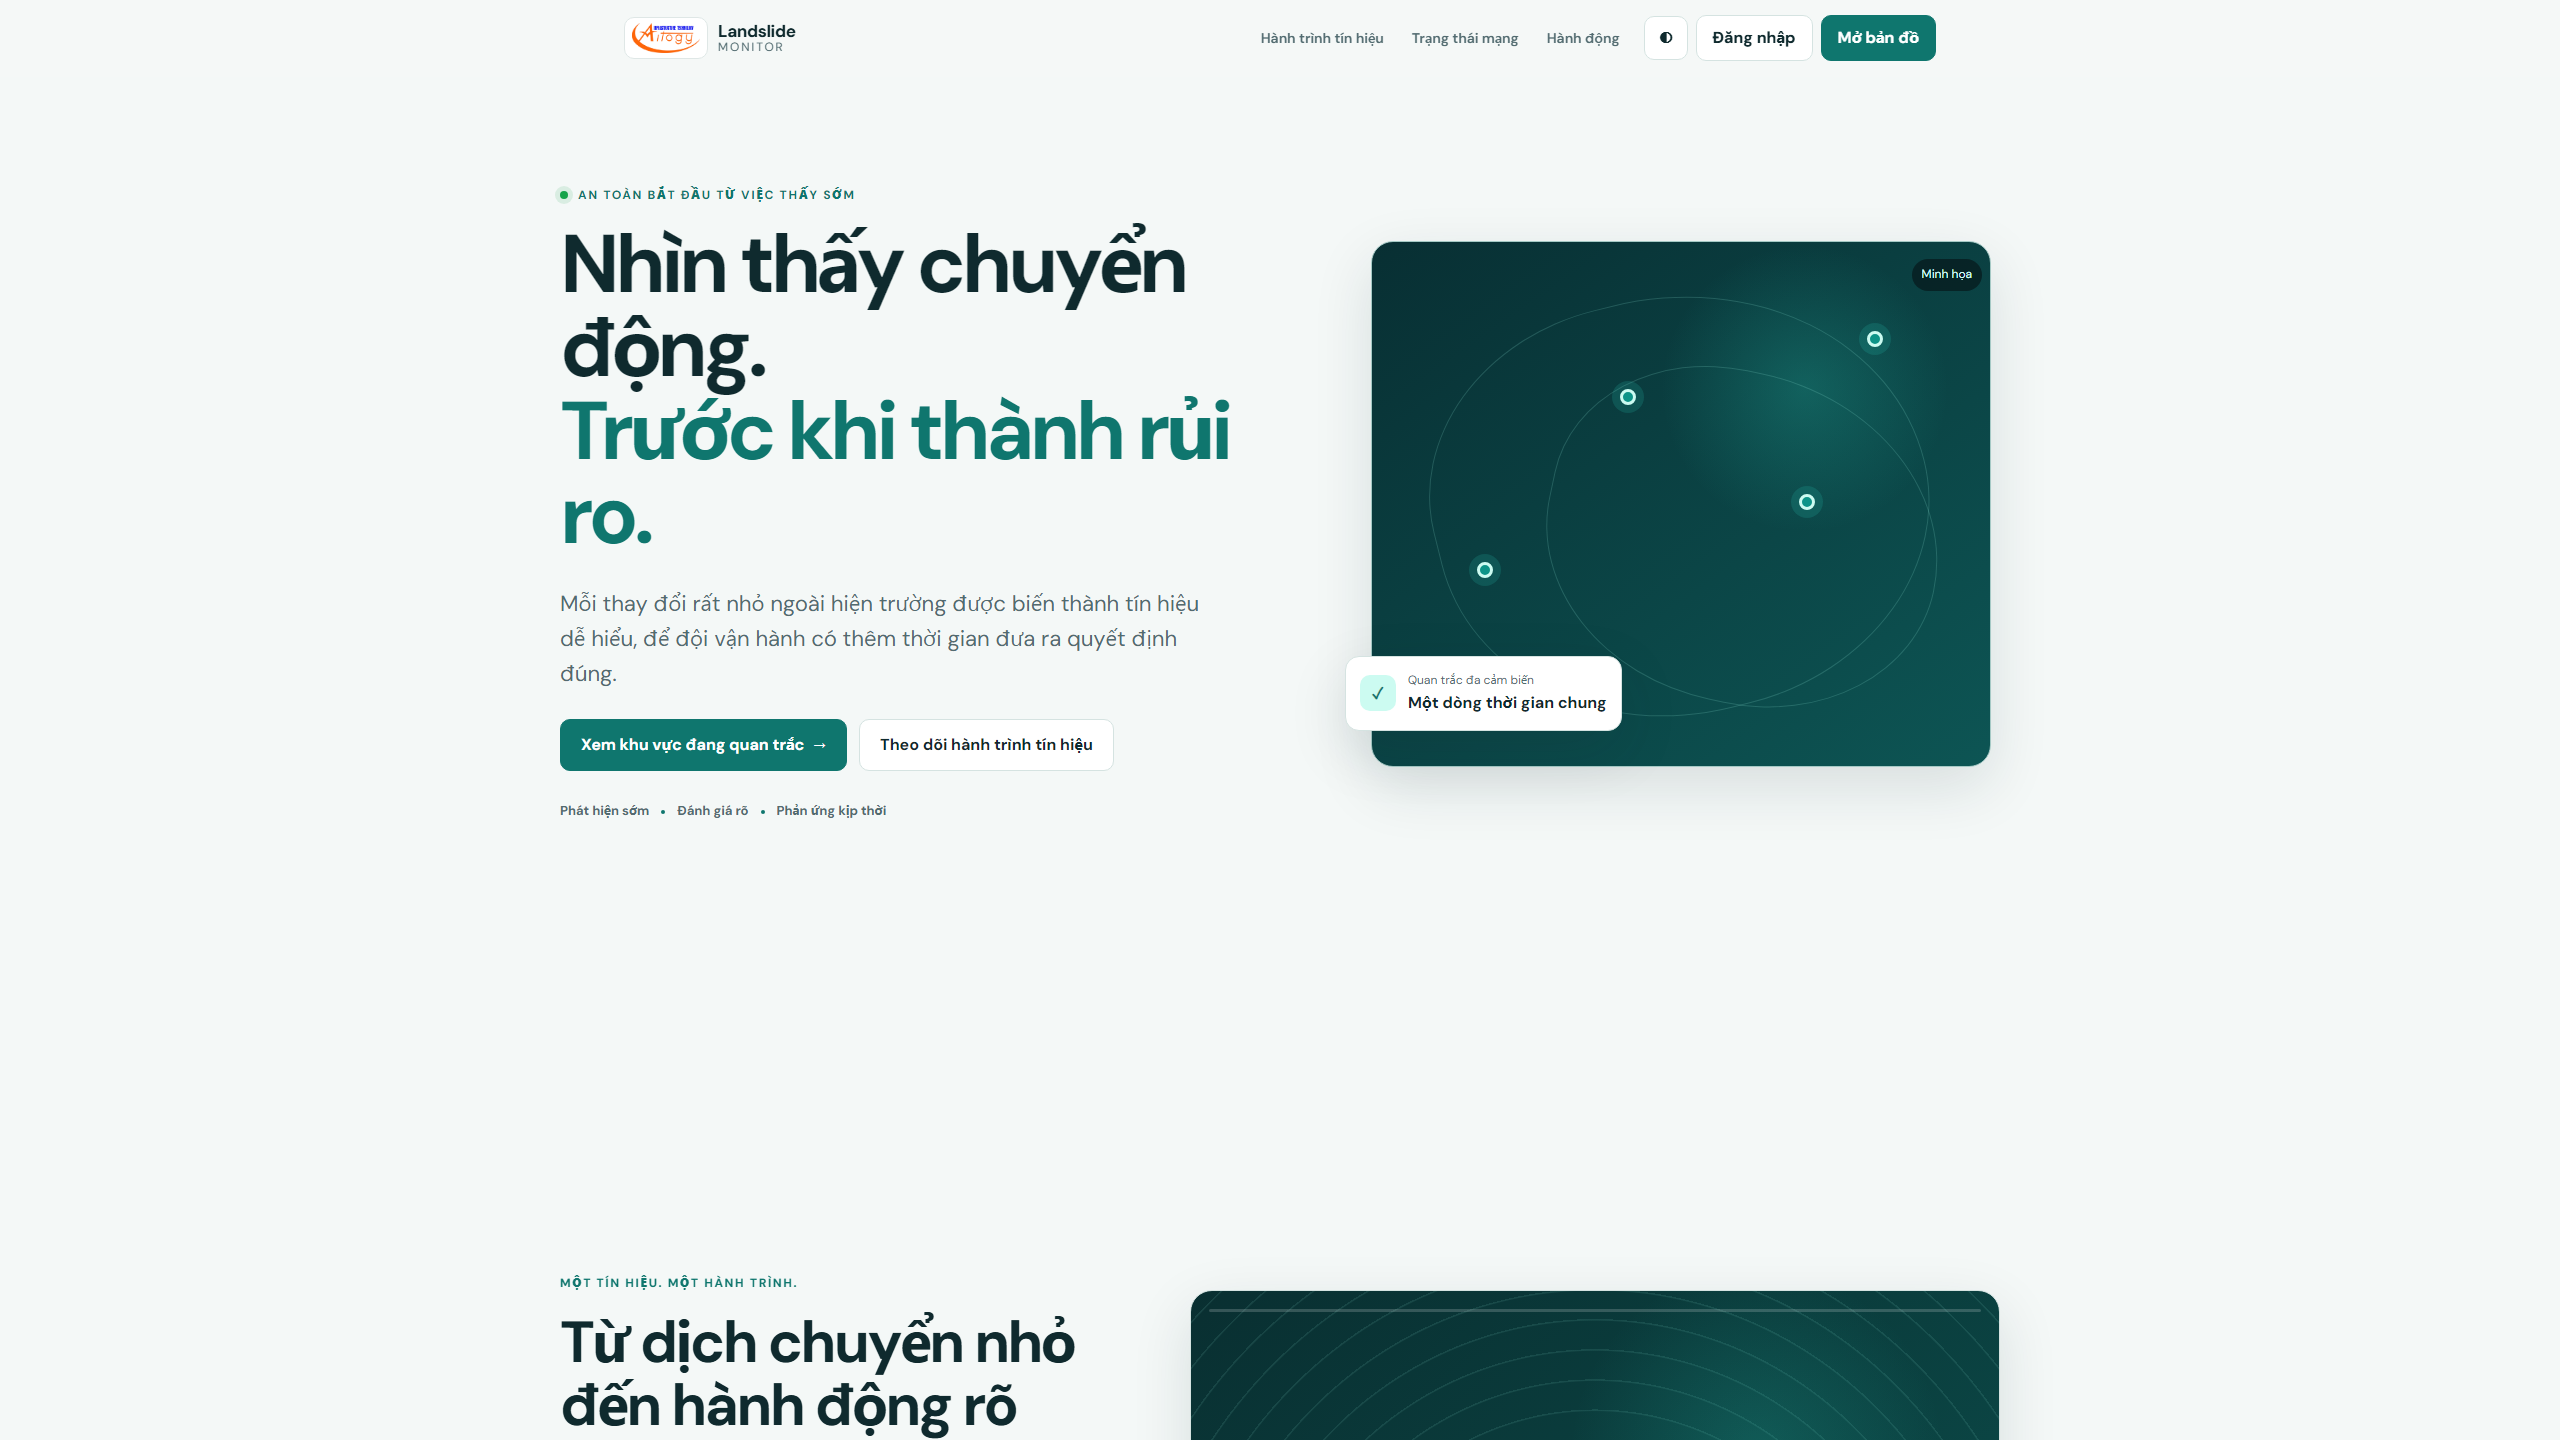 Ailogy
Landslide
MONITOR
Hành trình tín hiệu
Trạng thái mạng
Hành động
Đăng nhập
Mở bản đồ
AN TOÀN BẮT ĐẦU TỪ VIỆC THẤY SỚM
Nhìn thấy chuyển
động.
Trước khi thành rủi
ro.
Mỗi thay đổi rất nhỏ ngoài hiện trường được biến thành tín hiệu
dễ hiểu, để đội vận hành có thêm thời gian đưa ra quyết định
đúng.
Xem khu vực đang quan trắc →
Theo dõi hành trình tín hiệu
Phát hiện sớm • Đánh giá rõ • Phản ứng kịp thời
Minh họa
Quan trắc đa cảm biến
Một dòng thời gian chung
MỘT TÍN HIỆU. MỘT HÀNH TRÌNH.
Từ dịch chuyển nhỏ
đến hành động rõ